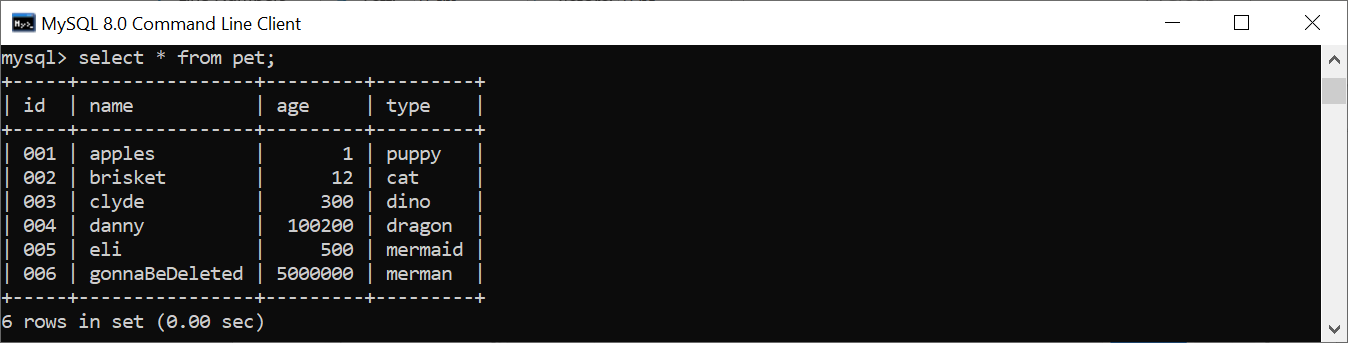 MySQL 8.0 Command Line Client
mysql> select * from pet;
+-----+----------------+---------+---------+
| id  | name           | age     | type    |
+-----+----------------+---------+---------+
| 001 | apples         |       1 | puppy   |
| 002 | brisket        |      12 | cat     |
| 003 | clyde          |     300 | dino    |
| 004 | danny          |  100200 | dragon  |
| 005 | eli            |     500 | mermaid |
| 006 | gonnaBeDeleted | 5000000 | merman  |
+-----+----------------+---------+---------+
6 rows in set (0.00 sec)